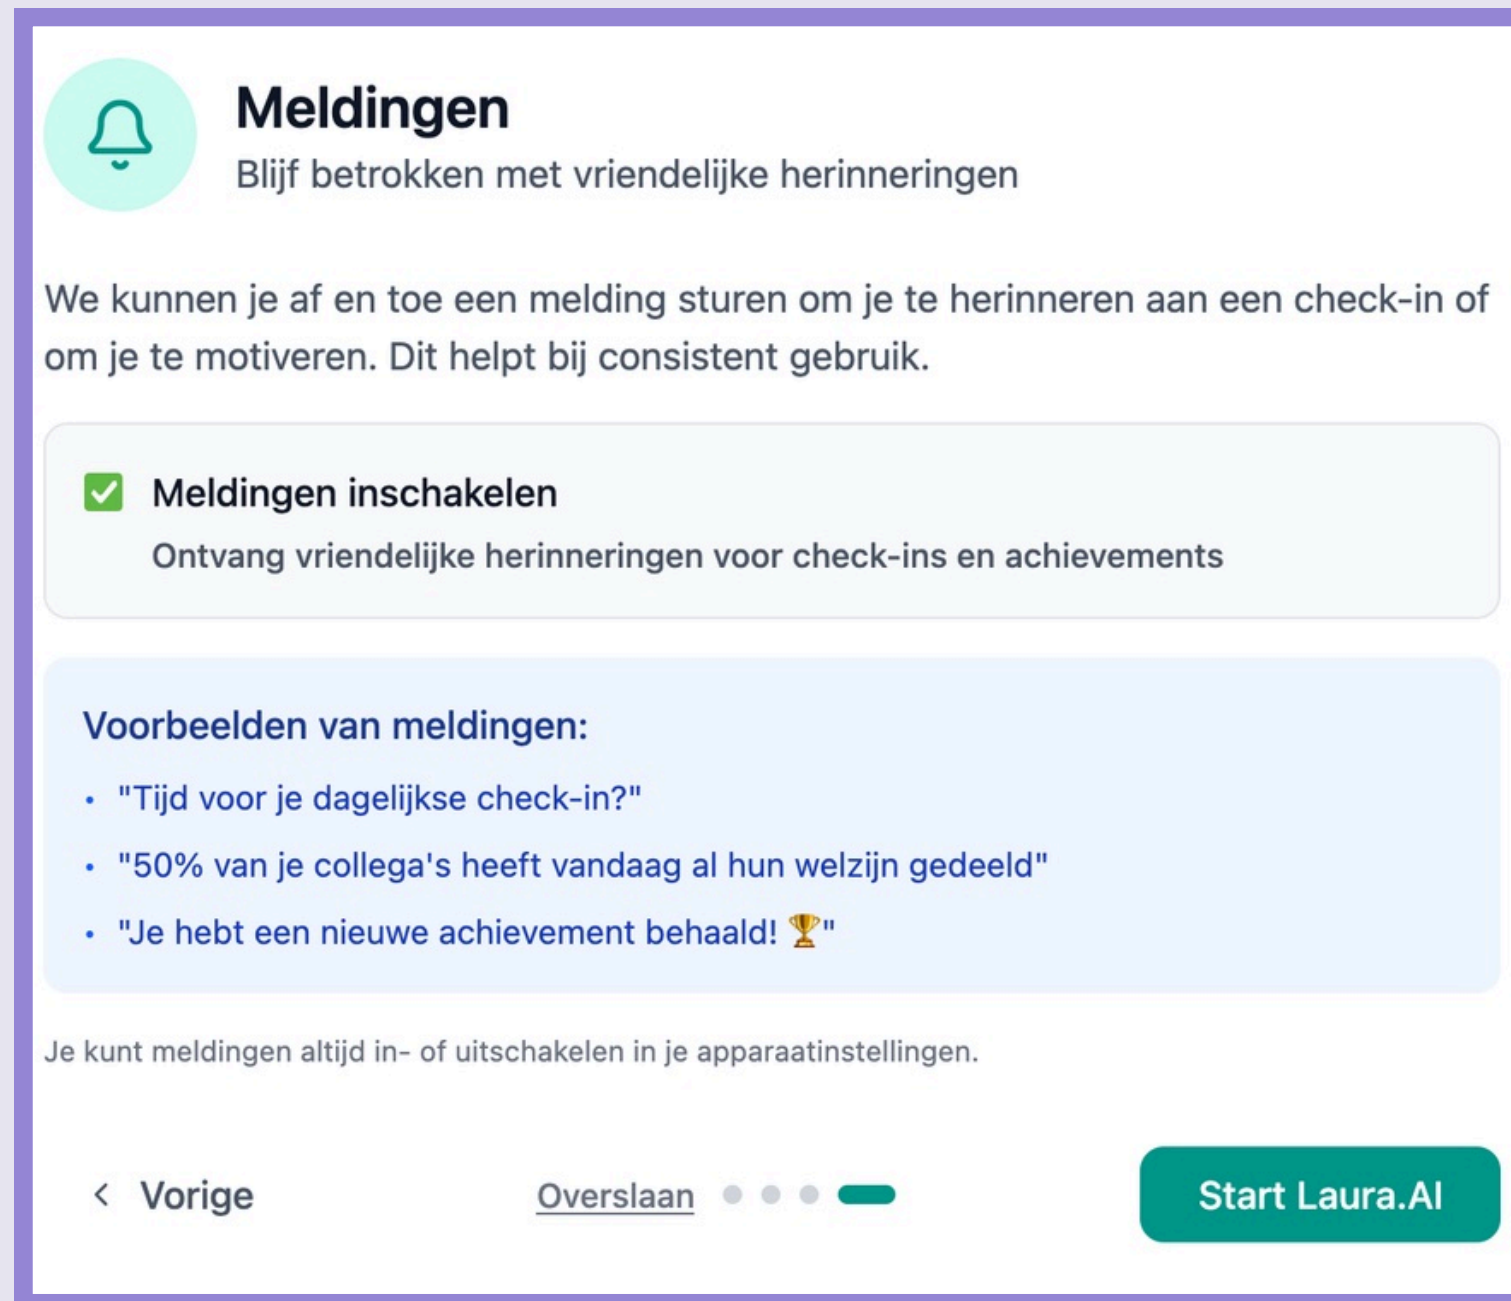 Meldingen
Blijf betrokken met vriendelijke herinneringen
We kunnen je af en toe een melding sturen om je te herinneren aan een check-in of
om je te motiveren. Dit helpt bij consistent gebruik.
✅ Meldingen inschakelen
Ontvang vriendelijke herinneringen voor check-ins en achievements
Voorbeelden van meldingen:
• "Tijd voor je dagelijkse check-in?"
• "50% van je collega's heeft vandaag al hun welzijn gedeeld"
• "Je hebt een nieuwe achievement behaald! 🏆"
Je kunt meldingen altijd in- of uitschakelen in je apparaatinstellingen.
Vorige
Overslaan
Start Laura.AI